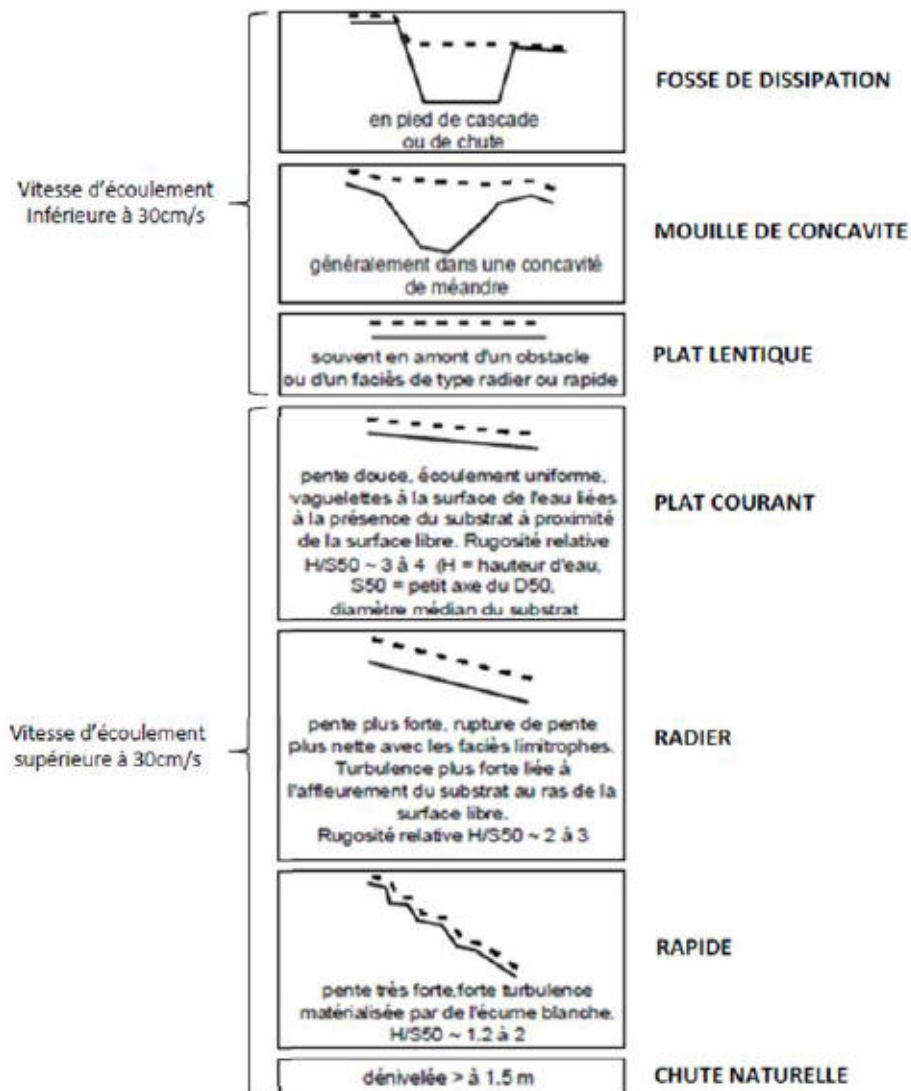 en pied de cascade
ou de chute
FOSSE DE DISSIPATION
Vitesse d'écoulement
Inférieure à 30cm/s
généralement dans une concavité
de méandre
MOUILLE DE CONCAVITE
souvent en amont d'un obstacle
ou d'un faciès de type radier ou rapide
PLAT LENTIQUE
pente douce, écoulement uniforme,
vaguelettes à la surface de l'eau liées
à la présence du substrat à proximité
de la surface libre. Rugosité relative
H/S50 ~ 3 à 4 (H = hauteur d'eau,
S50 = petit axe du D50,
diamètre médian du substrat
PLAT COURANT
Vitesse d'écoulement
supérieure à 30cm/s
pente plus forte, rupture de pente
plus nette avec les faciès limitrophes.
Turbulence plus forte liée à
l'affleurement du substrat au ras de la
surface libre.
Rugosité relative H/S50 ~ 2 à 3
RADIER
pente très forte,forte turbulence
matérialisée par de l'écume blanche.
H/S50 ~ 1.2 à 2
RAPIDE
dénivelée > à 1.5 m
CHUTE NATURELLE